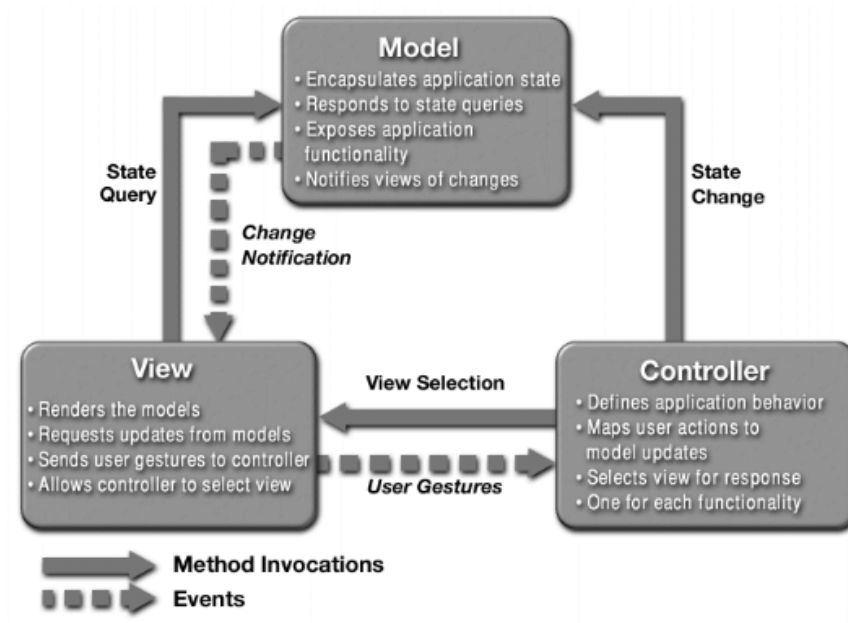 Model
• Encapsulates application state
• Responds to state queries
• Exposes application
functionality
• Notifies views of changes
State
Query
Change
Notification
State
Change
View
• Renders the models
• Requests updates from models
• Sends user gestures to controller
• Allows controller to select view
View Selection
User Gestures
Controller
• Defines application behavior
• Maps user actions to
model updates
• Selects view for response
• One for each functionality
Method Invocations
Events